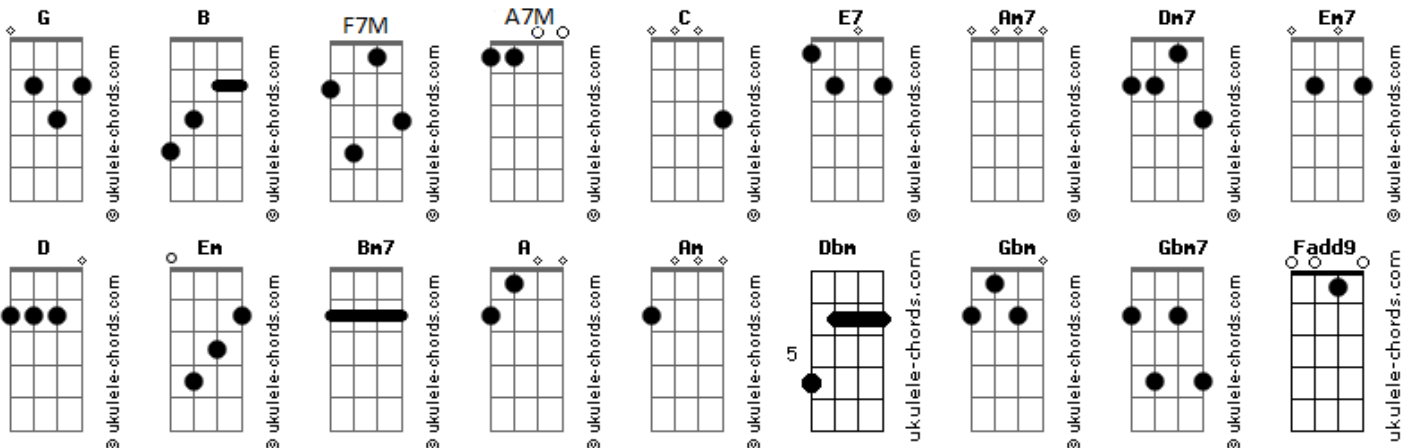 G B F7M A7M C E7 Am7 Dm7 Em7
© ukulele-chords.com © ukulele-chords.com © ukulele-chords.com © ukulele-chords.com © ukulele-chords.com © ukulele-chords.com © ukulele-chords.com © ukulele-chords.com © ukulele-chords.com
D Em Bm7 A Am Dbm Gbm Gbm7 Fadd9
5
© ukulele-chords.com © ukulele-chords.com © ukulele-chords.com © ukulele-chords.com © ukulele-chords.com ukulele-chords.com © ukulele-chords.com © ukulele-chords.com ukulele-chords.com